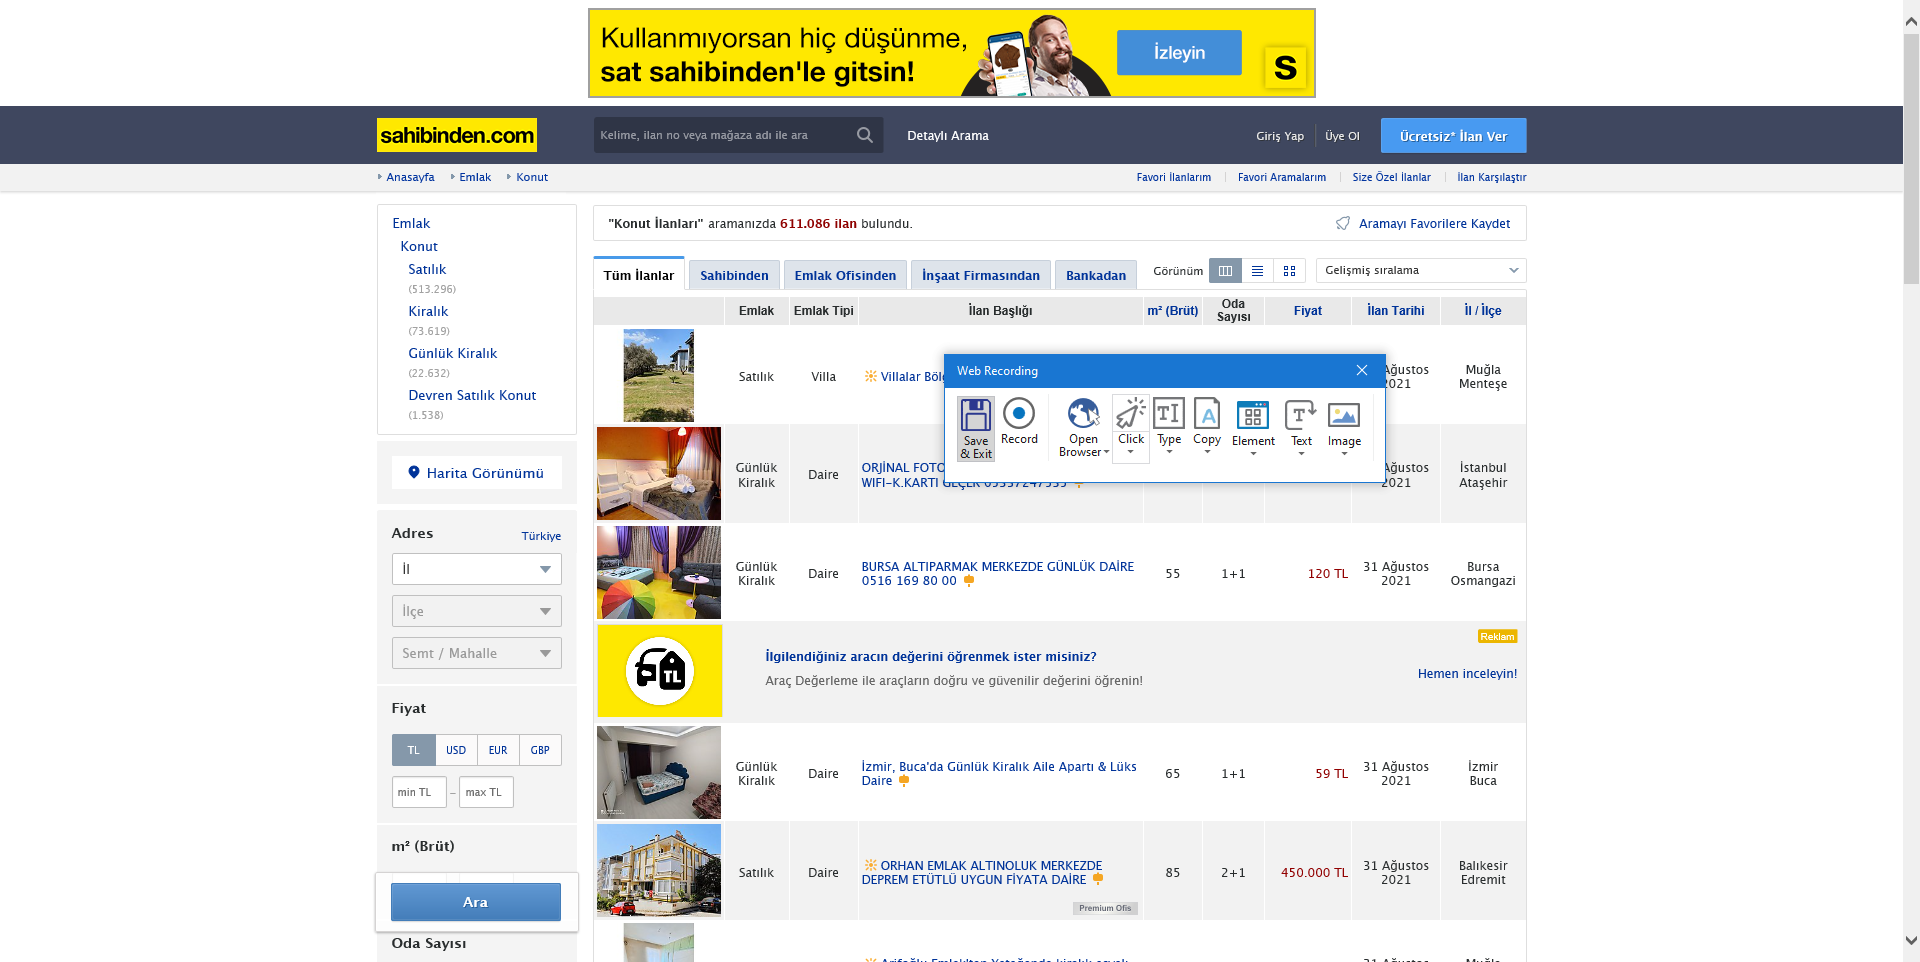 Kullanmıyorsan hiç düşünme,
sat sahibinden'le gitsin!
İzleyin
S
sahibinden.com
Kelime, ilan no veya mağaza adı ile ara
Detaylı Arama
Giriş Yap
Üye Ol
Ücretsiz* İlan Ver
Anasayfa
Emlak
Konut
Favori İlanlarım
Favori Aramalarım
Size Özel İlanlar
İlan Karşılaştır
Emlak
Konut
Satılık
(513.296)
Kiralık
(73.619)
Günlük Kiralık
(22.632)
Devren Satılık Konut
(1.538)
Harita Görünümü
Adres
Türkiye
İl
İlçe
Semt / Mahalle
Fiyat
TL USD EUR GBP
min TL – max TL
m² (Brüt)
Ara
Oda Sayısı
"Konut İlanları" aramanızda 611.086 ilan bulundu.
Aramayı Favorilere Kaydet
Tüm İlanlar
Sahibinden
Emlak Ofisinden
İnşaat Firmasından
Bankadan
Görünüm
Gelişmiş sıralama
Emlak
Emlak Tipi
İlan Başlığı
m² (Brüt)
Oda
Sayısı
Fiyat
İlan Tarihi
İl / İlçe
Satılık
Villa
Villalar Böl
Ağustos
2021
Muğla
Menteşe
Web Recording
Save
& Exit
Record
Open
Browser
Click
Type
Copy
Element
Text
Image
Günlük
Kiralık
Daire
ORJİNAL FOTO
WIFI-K.KARTI GEÇER 05337247535
Ağustos
2021
İstanbul
Ataşehir
Günlük
Kiralık
Daire
BURSA ALTIPARMAK MERKEZDE GÜNLÜK DAİRE
0516 169 80 00
55
1+1
120 TL
31 Ağustos
2021
Bursa
Osmangazi
TL
İlgilendiğiniz aracın değerini öğrenmek ister misiniz?
Araç Değerleme ile araçların doğru ve güvenilir değerini öğrenin!
Reklam
Hemen inceleyin!
Günlük
Kiralık
Daire
İzmir, Buca'da Günlük Kiralık Aile Apartı & Lüks
Daire
65
1+1
59 TL
31 Ağustos
2021
İzmir
Buca
Satılık
Daire
ORHAN EMLAK ALTINOLUK MERKEZDE
DEPREM ETÜTLÜ UYGUN FİYATA DAİRE
Premium Ofis
85
2+1
450.000 TL
31 Ağustos
2021
Balıkesir
Edremit